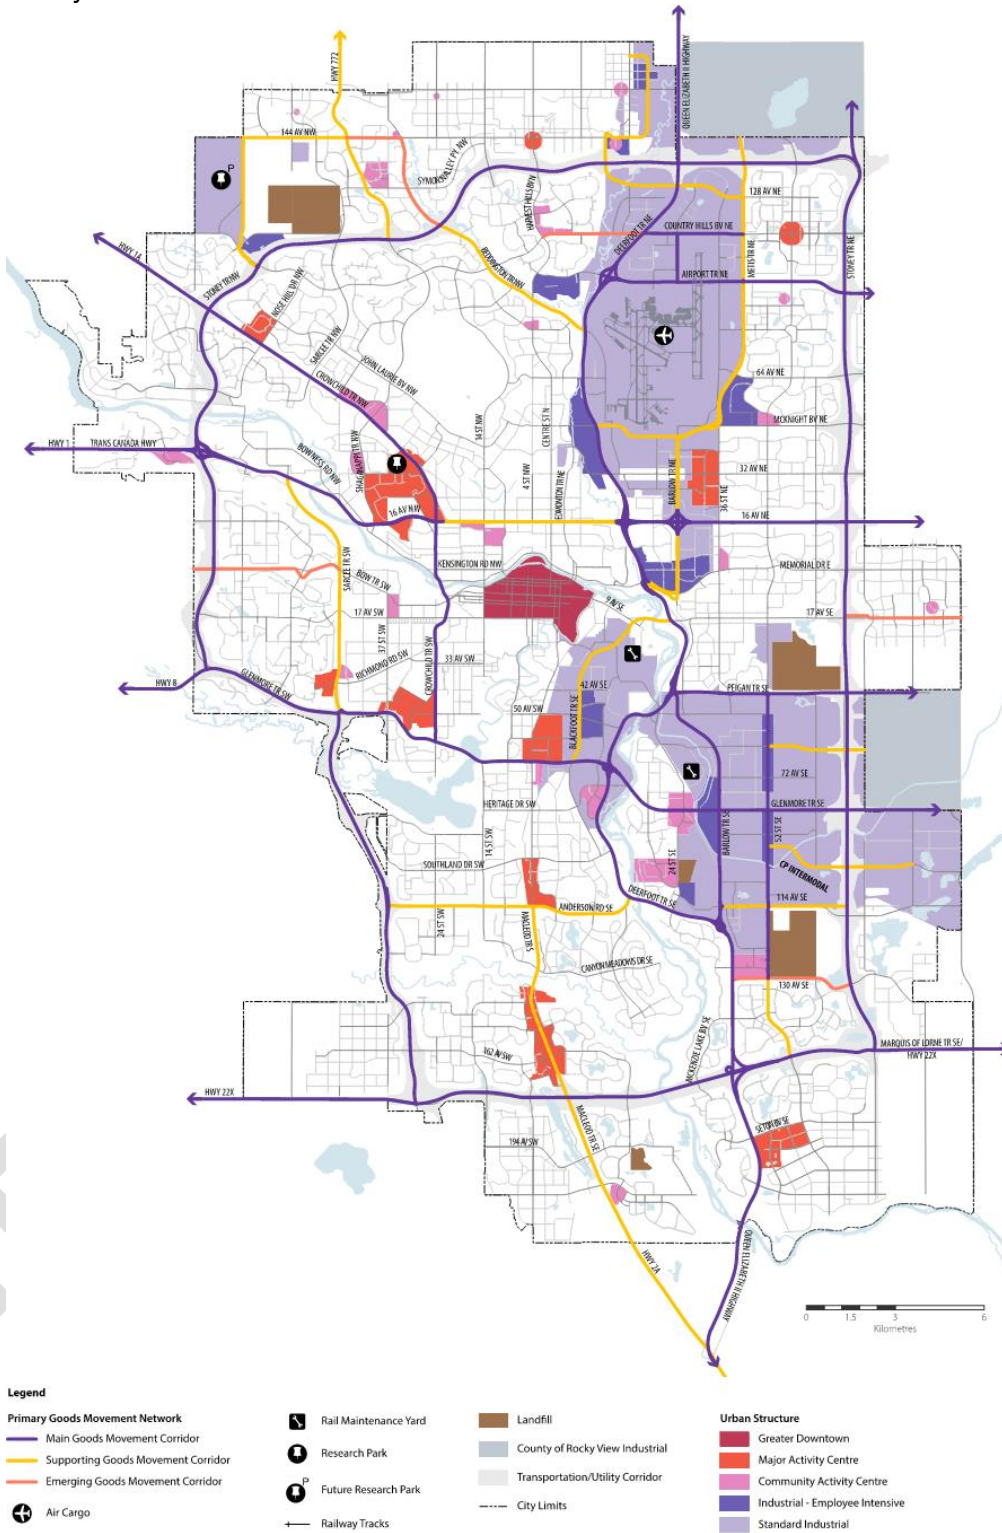 HWY 772
QUEEN ELIZABETH II HIGHWAY
144 AV NW
P
SYMONS VALLEY PY NW
128 AV NE
HARVEST HILLS BV N
COUNTRY HILLS BV NE
DEERFOOT TR NE
METIS TR NE
STONEY TR NE
HWY 1A
BEDDINGTON TR NW
AIRPORT TR NE
STONEY TR NW
NOSE HILL DR NW
SARCEE TR NW
JOHN LAURIE BV NW
CROWCHILD TR NW
64 AV NE
MCKNIGHT BV NE
14 ST NW
CENTRE ST N
HWY 1
TRANS CANADA HWY
BOWNESS RD NW
SHAGANAPPI TR NW
4 ST NW
EDMONTON TR NE
BARLOW TR NE
32 AV NE
36 ST NE
16 AV NW
16 AV NE
KENSINGTON RD NW
MEMORIAL DR E
SARCEE TR SW
BOW TR SW
17 AV SW
9 AV SE
17 AV SE
37 ST SW
RICHMOND RD SW
33 AV SW
CROWCHILD TR SW
HWY 8
GLENMORE TR SW
42 AV SE
PEIGAN TR SE
50 AV SW
BLACKFOOT TR SE
72 AV SE
HERITAGE DR SW
GLENMORE TR SE
14 ST SW
BARLOW TR SE
52 ST SE
SOUTHLAND DR SW
24 ST SE
CP INTERMODAL
DEERFOOT TR SE
114 AV SE
24 ST SW
ANDERSON RD SE
MACLEOD TR S
CANYON MEADOWS DR SE
130 AV SE
MCKENZIE LAKE BV SE
162 AV SW
MARQUIS OF LORNE TR SE/
HWY 22X
HWY 22X
MACLEOD TR SE
SETON BV SE
194 AV SW
HWY 2A
QUEEN ELIZABETH II HIGHWAY
0 1.5 3 6
Kilometres
Legend
Primary Goods Movement Network
Main Goods Movement Corridor
Supporting Goods Movement Corridor
Emerging Goods Movement Corridor
Air Cargo
Rail Maintenance Yard
Research Park
P
Future Research Park
Railway Tracks
Landfill
County of Rocky View Industrial
Transportation/Utility Corridor
City Limits
Urban Structure
Greater Downtown
Major Activity Centre
Community Activity Centre
Industrial - Employee Intensive
Standard Industrial